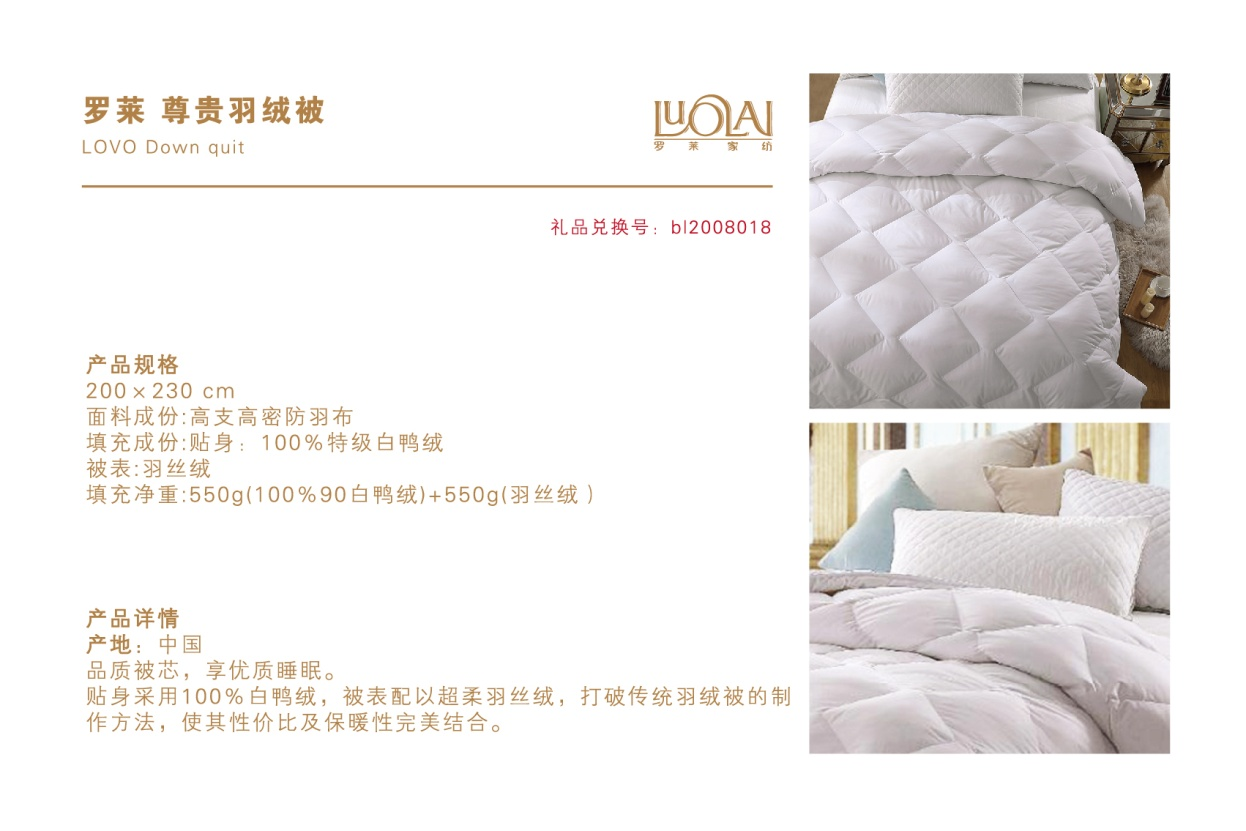 罗莱 尊贵羽绒被
LOVO Down quit
LUOLAI
罗莱家纺
礼品兑换号：bl2008018
产品规格
200×230 cm
面料成份:高支高密防羽布
填充成份:贴身：100%特级白鸭绒
被表:羽丝绒
填充净重:550g(100%90白鸭绒)+550g(羽丝绒）
产品详情
产地：中国
品质被芯，享优质睡眠。
贴身采用100%白鸭绒，被表配以超柔羽丝绒，打破传统羽绒被的制
作方法，使其性价比及保暖性完美结合。